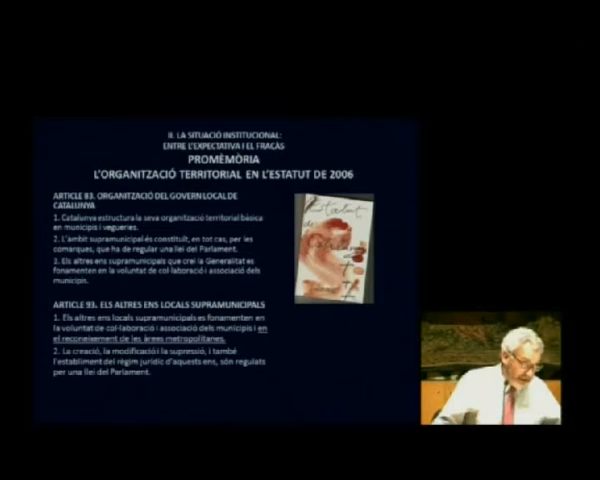 II. LA SITUACIÓ INSTITUCIONAL:
ENTRE L'EXPECTATIVA I EL FRACÀS
PROMÈMÒRIA
L'ORGANITZACIÓ TERRITORIAL EN L'ESTATUT DE 2006
ARTICLE 83. ORGANITZACIÓ DEL GOVERN LOCAL DE
CATALUNYA
1. Catalunya estructura la seva organització territorial bàsica
en municipis i vegueries.
2. L'àmbit supramunicipal és constituït, en tot cas, per les
comarques, que ha de regular una llei del Parlament.
3. Els altres ens supramunicipals que creï la Generalitat es
fonamenten en la voluntat de col·laboració i associació dels
municipis.
ARTICLE 93. ELS ALTRES ENS LOCALS SUPRAMUNICIPALS
1. Els altres ens locals supramunicipals es fonamenten en
la voluntat de col·laboració i associació dels municipis i en
el reconeixement de les àrees metropolitanes.
2. La creació, la modificació i la supressió, i també
l'establiment del règim jurídic d'aquests ens, són regulats
per una llei del Parlament.